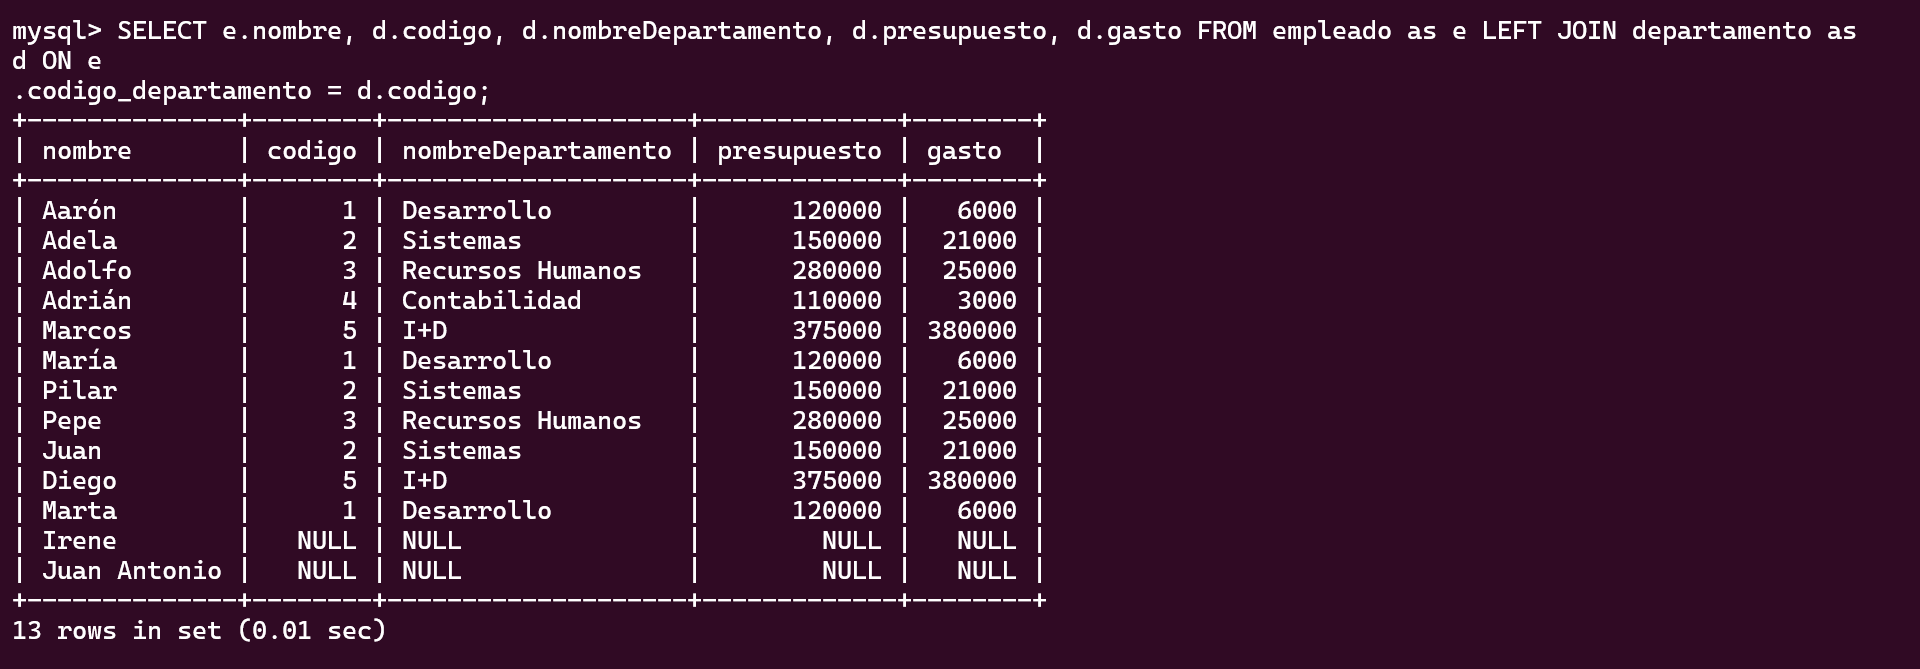 mysql> SELECT e.nombre, d.codigo, d.nombreDepartamento, d.presupuesto, d.gasto FROM empleado as e LEFT JOIN departamento as
d ON e
.codigo_departamento = d.codigo;
+--------------+--------+--------------------+-------------+--------+
| nombre       | codigo | nombreDepartamento | presupuesto | gasto  |
+--------------+--------+--------------------+-------------+--------+
| Aarón        |      1 | Desarrollo         |      120000 |   6000 |
| Adela        |      2 | Sistemas           |      150000 |  21000 |
| Adolfo       |      3 | Recursos Humanos   |      280000 |  25000 |
| Adrián       |      4 | Contabilidad       |      110000 |   3000 |
| Marcos       |      5 | I+D                |      375000 | 380000 |
| María        |      1 | Desarrollo         |      120000 |   6000 |
| Pilar        |      2 | Sistemas           |      150000 |  21000 |
| Pepe         |      3 | Recursos Humanos   |      280000 |  25000 |
| Juan         |      2 | Sistemas           |      150000 |  21000 |
| Diego        |      5 | I+D                |      375000 | 380000 |
| Marta        |      1 | Desarrollo         |      120000 |   6000 |
| Irene        |   NULL | NULL               |        NULL |   NULL |
| Juan Antonio |   NULL | NULL               |        NULL |   NULL |
+--------------+--------+--------------------+-------------+--------+
13 rows in set (0.01 sec)